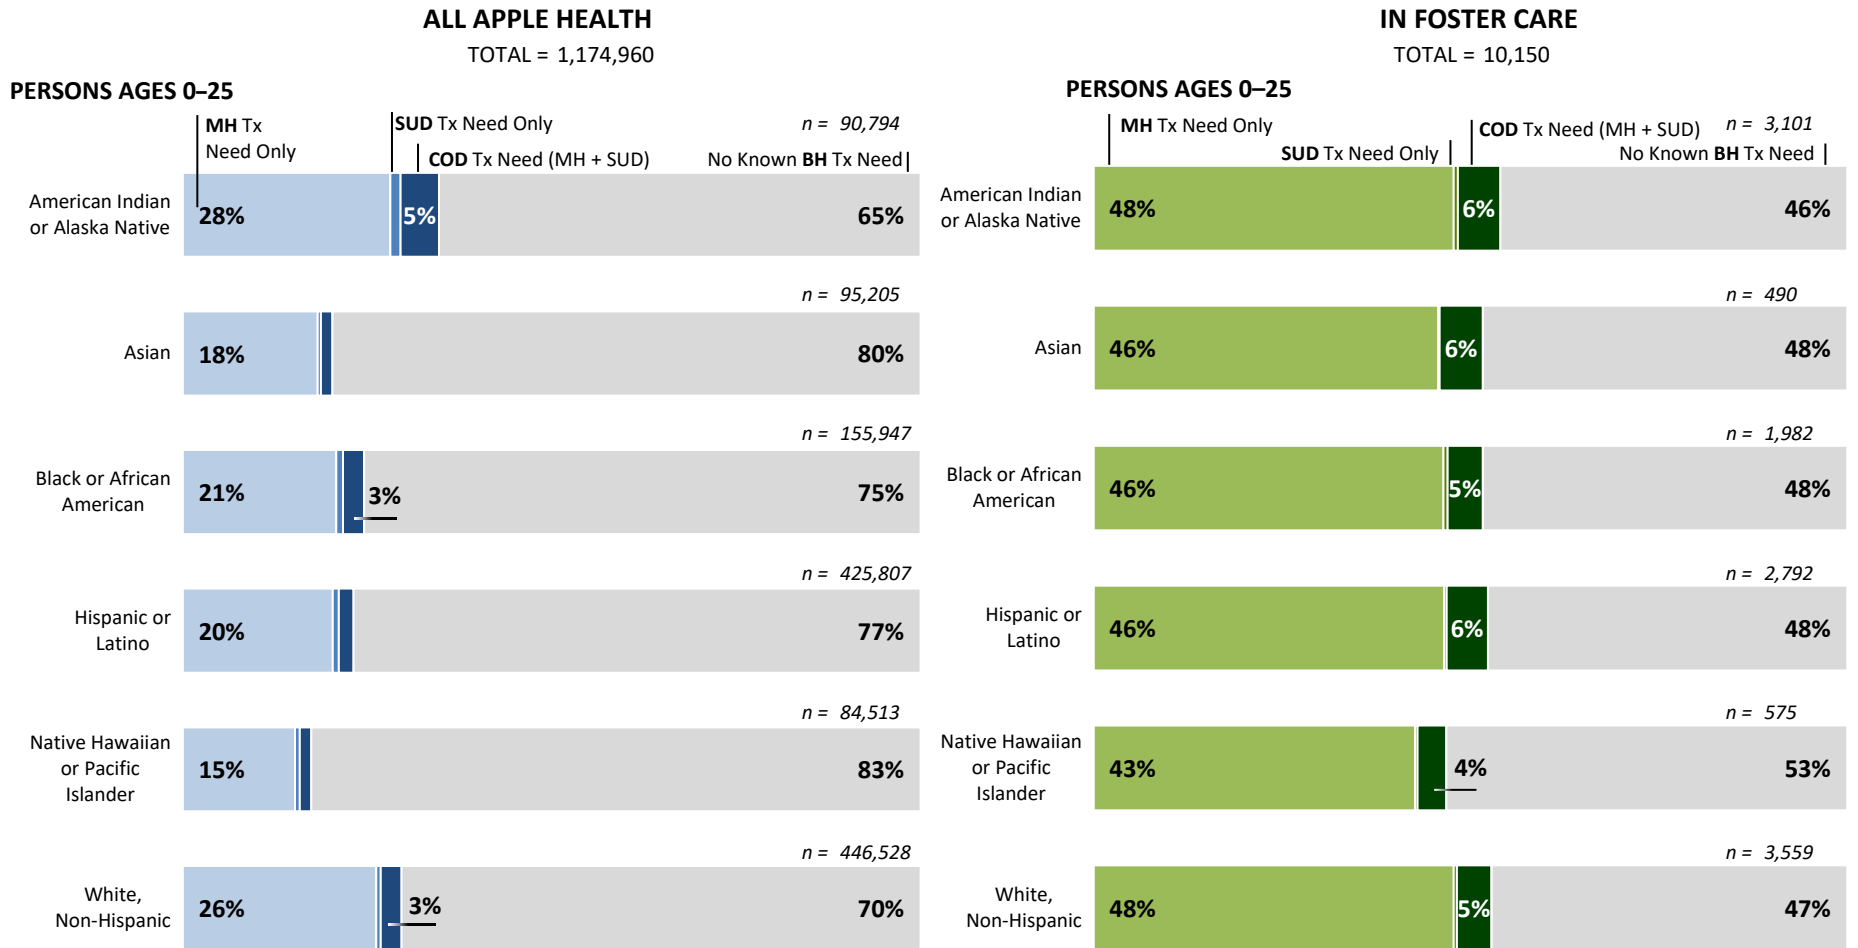 ALL APPLE HEALTH
TOTAL = 1,174,960
PERSONS AGES 0–25
MH Tx
Need Only
SUD Tx Need Only
n = 90,794
COD Tx Need (MH + SUD)
No Known BH Tx Need
American Indian
or Alaska Native
28%
5%
65%
n = 95,205
Asian
18%
80%
n = 155,947
Black or African
American
21%
3%
75%
n = 425,807
Hispanic or
Latino
20%
77%
n = 84,513
Native Hawaiian
or Pacific
Islander
15%
83%
n = 446,528
White,
Non-Hispanic
26%
3%
70%
IN FOSTER CARE
TOTAL = 10,150
PERSONS AGES 0–25
MH Tx Need Only
COD Tx Need (MH + SUD)
n = 3,101
SUD Tx Need Only
No Known BH Tx Need
American Indian
or Alaska Native
48%
6%
46%
n = 490
Asian
46%
6%
48%
n = 1,982
Black or African
American
46%
5%
48%
n = 2,792
Hispanic or
Latino
46%
6%
48%
n = 575
Native Hawaiian
or Pacific
Islander
43%
4%
53%
n = 3,559
White,
Non-Hispanic
48%
5%
47%